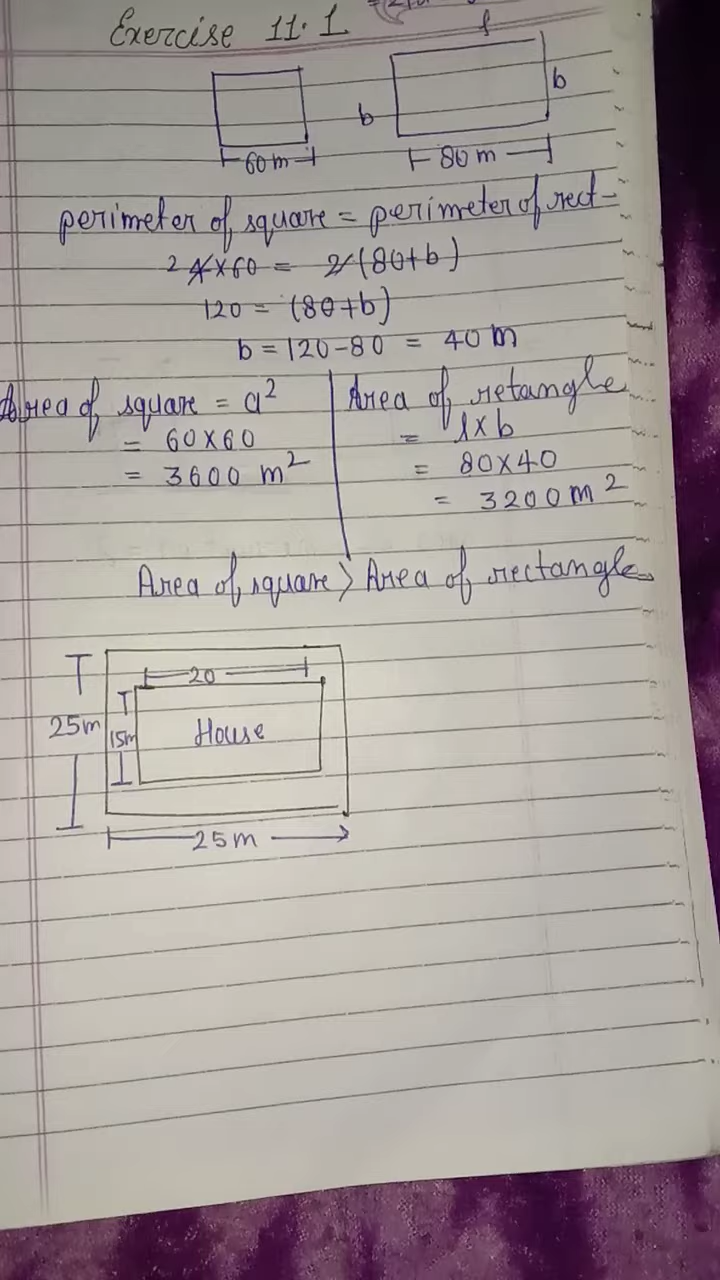 Exercise 11.1
l
b
b
60 m
80 m
perimeter of square = perimeter of rect-
2 4×60 = 2(80+b)
120 = (80+b)
b = 120-80 = 40 m
Area of square = a²
= 60×60
= 3600 m²
Area of retangle
= l×b
= 80×40
= 3200 m²
Area of square > Area of rectangle
20
25m
15m
House
25m